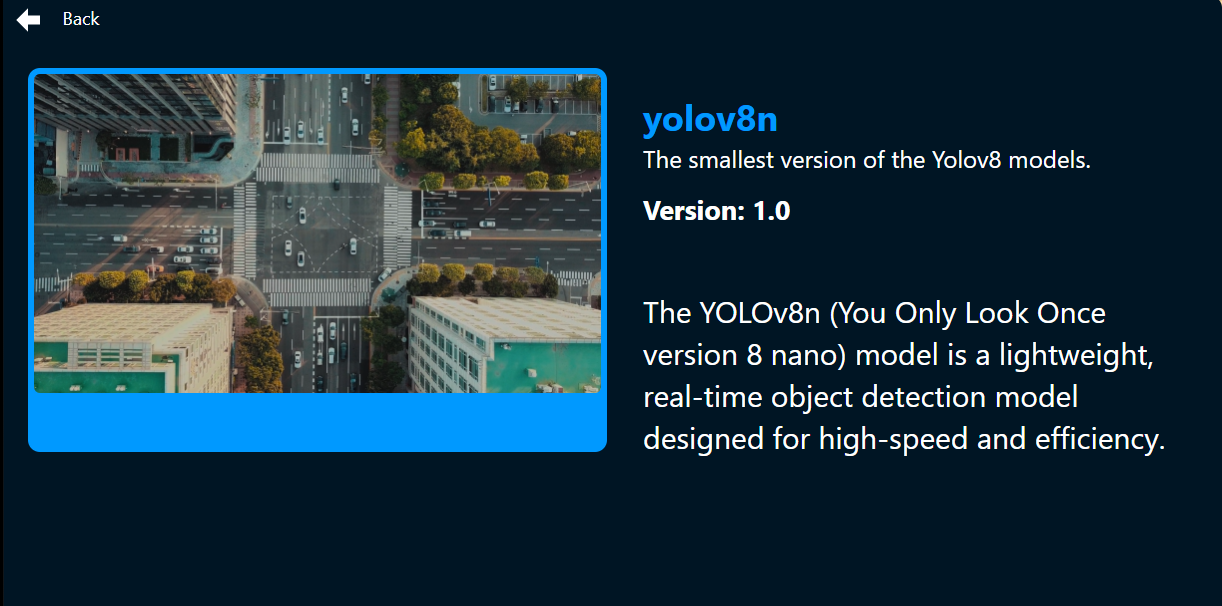 Back
yolov8n
The smallest version of the Yolov8 models.
Version: 1.0
The YOLOv8n (You Only Look Once
version 8 nano) model is a lightweight,
real-time object detection model
designed for high-speed and efficiency.